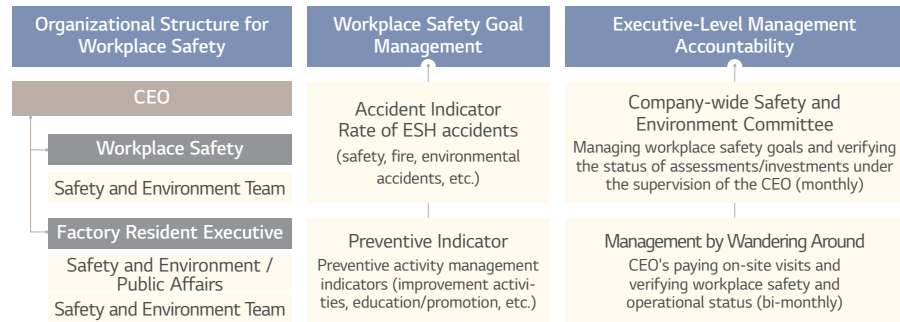 Organizational Structure for
Workplace Safety
CEO
Workplace Safety
Safety and Environment Team
Factory Resident Executive
Safety and Environment /
Public Affairs
Safety and Environment Team
Workplace Safety Goal
Management
Accident Indicator
Rate of ESH accidents
(safety, fire, environmental
accidents, etc.)
Preventive Indicator
Preventive activity management
indicators (improvement activi-
ties, education/promotion, etc.)
Executive-Level Management
Accountability
Company-wide Safety and
Environment Committee
Managing workplace safety goals and verifying
the status of assessments/investments under
the supervision of the CEO (monthly)
Management by Wandering Around
CEO's paying on-site visits and
verifying workplace safety and
operational status (bi-monthly)